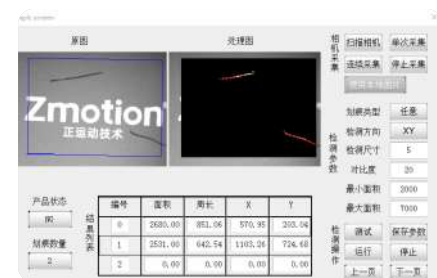 原图
处理图
Zmotion
正运动技术
相机采集
扫描相机 单次采集
连续采集 停止采集
检测参数
划痕类型 任意
检测方向 XY
检测尺寸 5
对比度 20
最小面积 2000
最大面积 7000
产品状态
NG
划痕数量
2
结果列表
编号 面积 周长 X Y
0 2680.00 851.06 570.95 203.04
1 2531.00 642.54 1103.26 724.68
2 0.00 0.00 0.00 0.00
检测操作
测试 保存参数
运行 停止
上一页 下一页